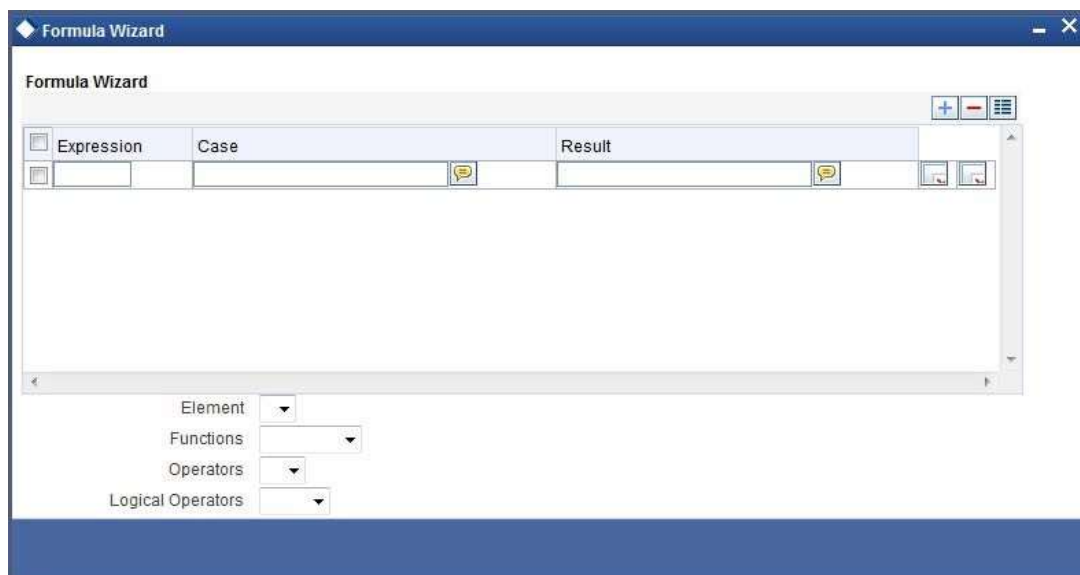 Formula Wizard
Formula Wizard
Expression Case Result
Element
Functions
Operators
Logical Operators